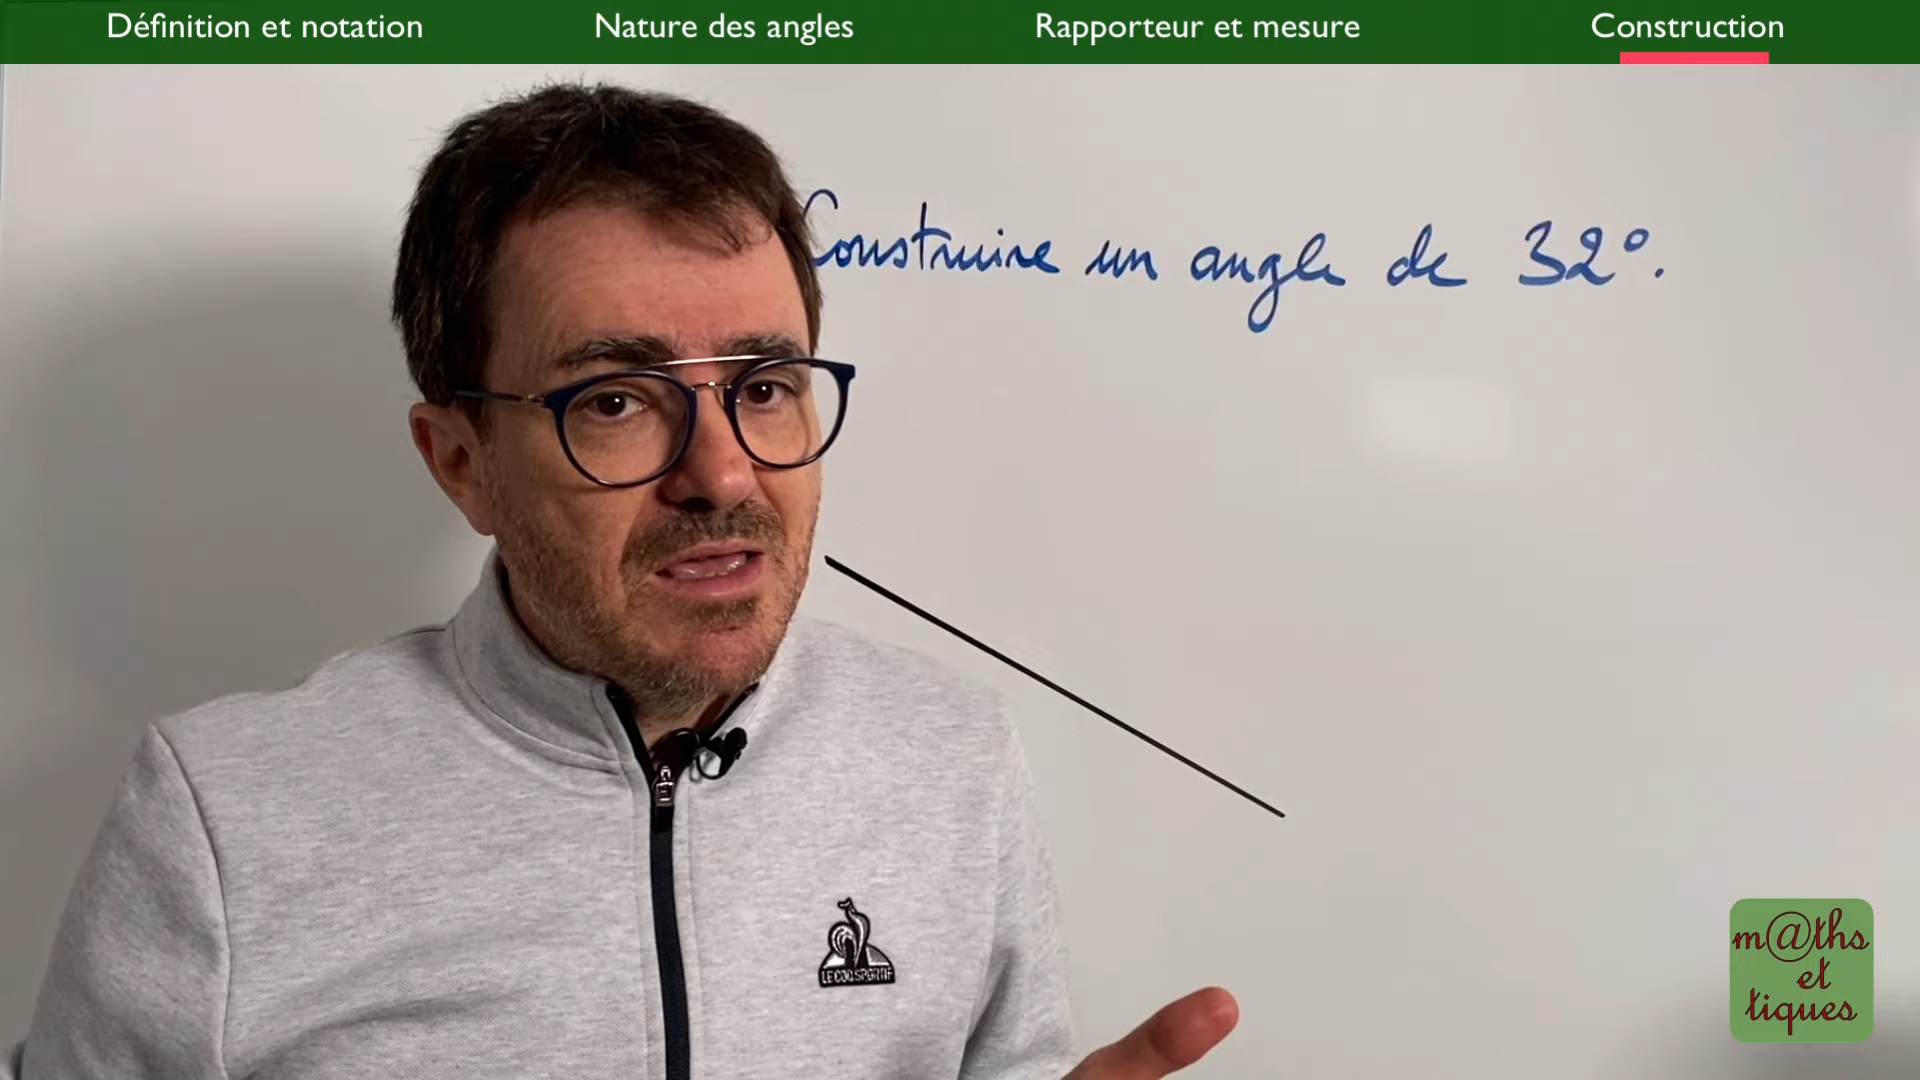 Définition et notation
Nature des angles
Rapporteur et mesure
Construction
Construire un angle de 32°.
LE COQ SPORTIF
m@ths
et
tiques